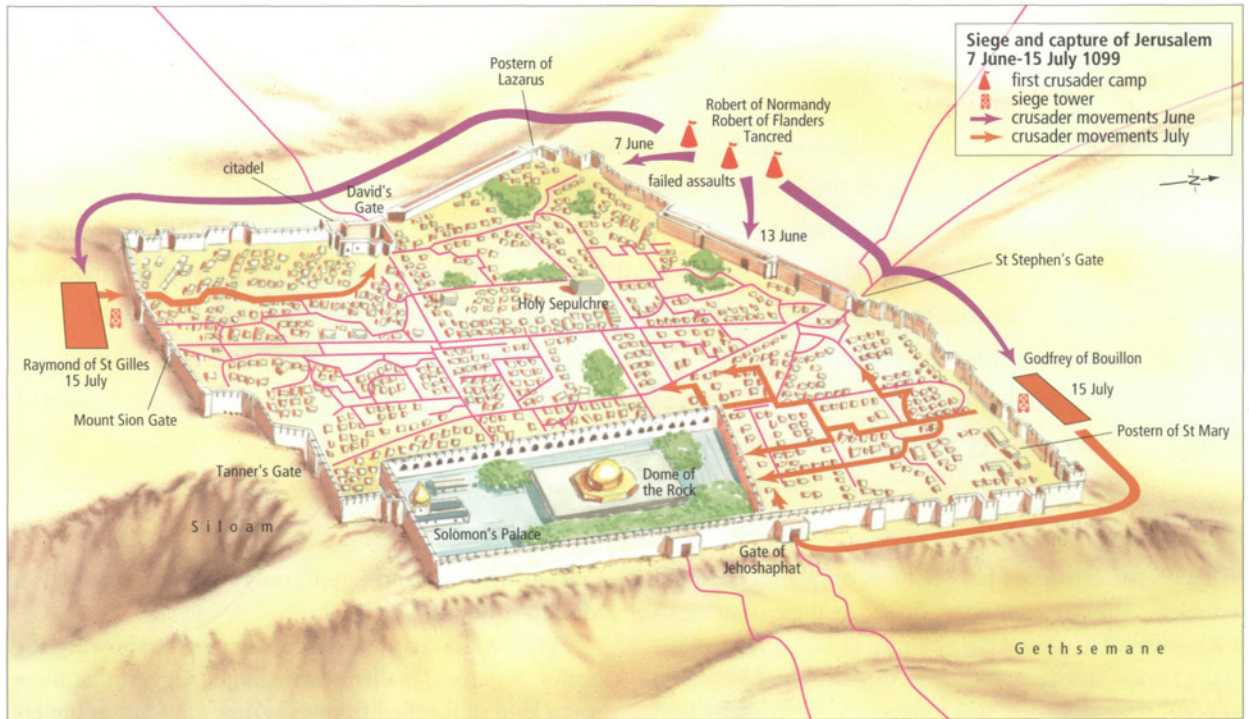 Siege and capture of Jerusalem
7 June-15 July 1099
first crusader camp
siege tower
crusader movements June
crusader movements July
N
Postern of
Lazarus
Robert of Normandy
Robert of Flanders
Tancred
7 June
failed assaults
13 June
citadel
David's
Gate
St Stephen's Gate
Holy Sepulchre
Raymond of St Gilles
15 July
Mount Sion Gate
Godfrey of Bouillon
15 July
Postern of St Mary
Tanner's Gate
Dome of
the Rock
Siloam
Solomon's Palace
Gate of
Jehoshaphat
Gethsemane